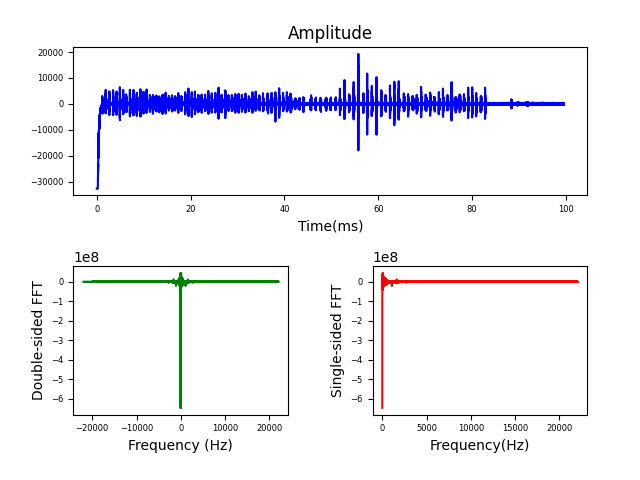 Amplitude
20000
10000
0
−10000
−20000
−30000
0 20 40 60 80 100
Time(ms)
1e8 1e8
0 0
−1 −1
−2 −2
−3 −3
−4 −4
−5 −5
−6 −6
Double-sided FFT Single-sided FFT
−20000 −10000 0 10000 20000 0 5000 10000 15000 20000
Frequency (Hz) Frequency(Hz)